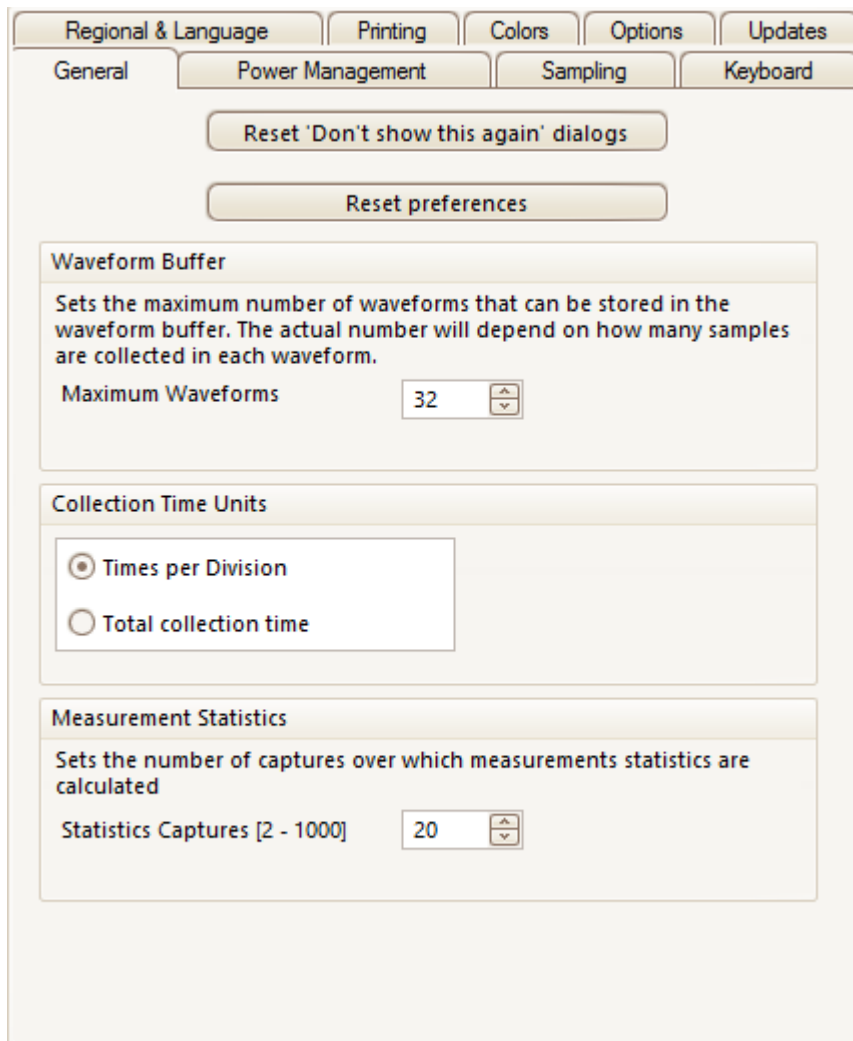 Regional & Language Printing Colors Options Updates
General Power Management Sampling Keyboard
Reset 'Don't show this again' dialogs
Reset preferences
Waveform Buffer
Sets the maximum number of waveforms that can be stored in the
waveform buffer. The actual number will depend on how many samples
are collected in each waveform.
Maximum Waveforms 32
Collection Time Units
Times per Division
Total collection time
Measurement Statistics
Sets the number of captures over which measurements statistics are
calculated
Statistics Captures [2 - 1000] 20